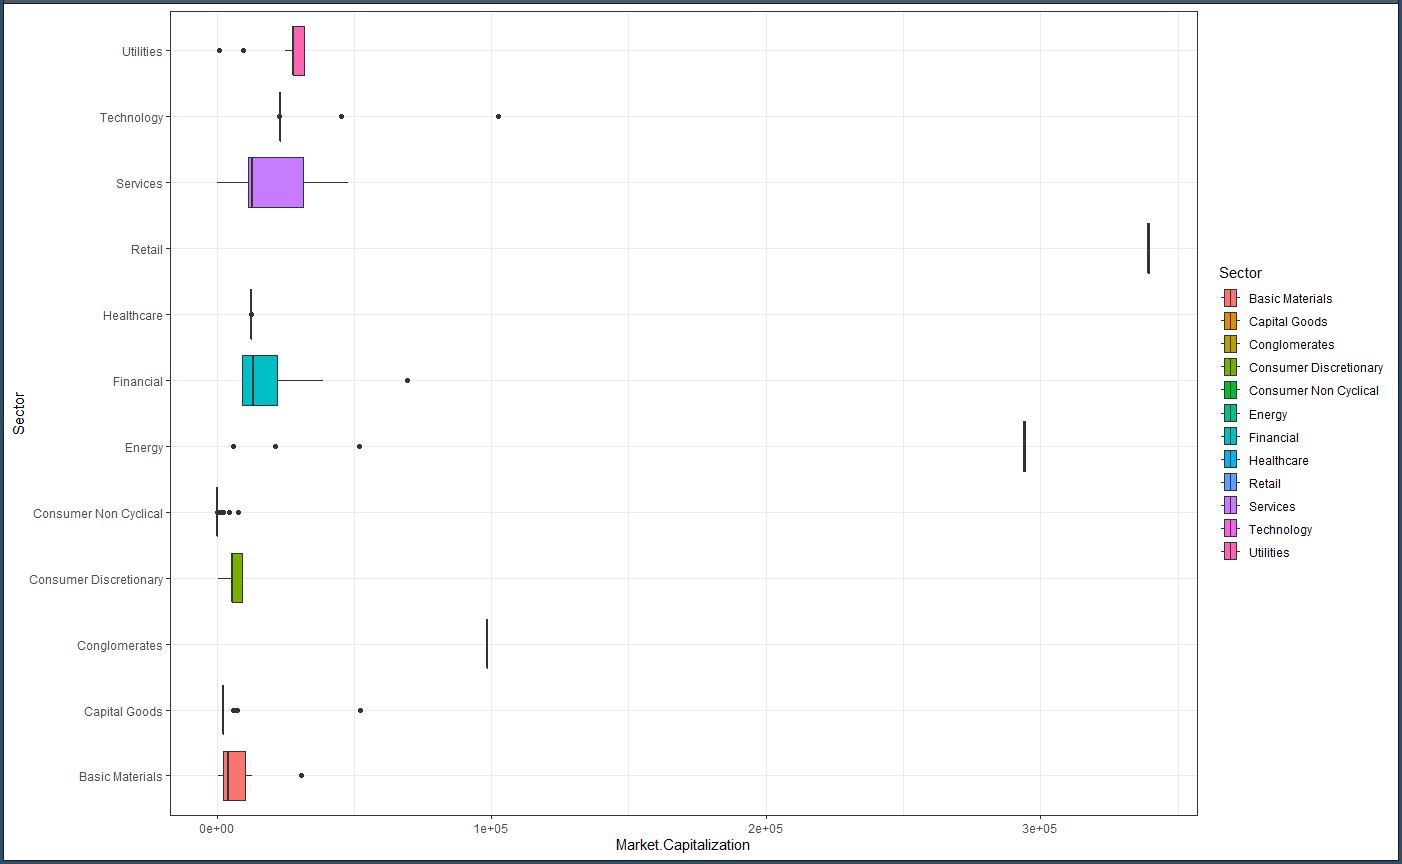 Utilities
Technology
Services
Retail
Healthcare
Financial
Energy
Consumer Non Cyclical
Consumer Discretionary
Conglomerates
Capital Goods
Basic Materials
Sector
0e+00 1e+05 2e+05 3e+05
Market.Capitalization
Sector
Basic Materials
Capital Goods
Conglomerates
Consumer Discretionary
Consumer Non Cyclical
Energy
Financial
Healthcare
Retail
Services
Technology
Utilities